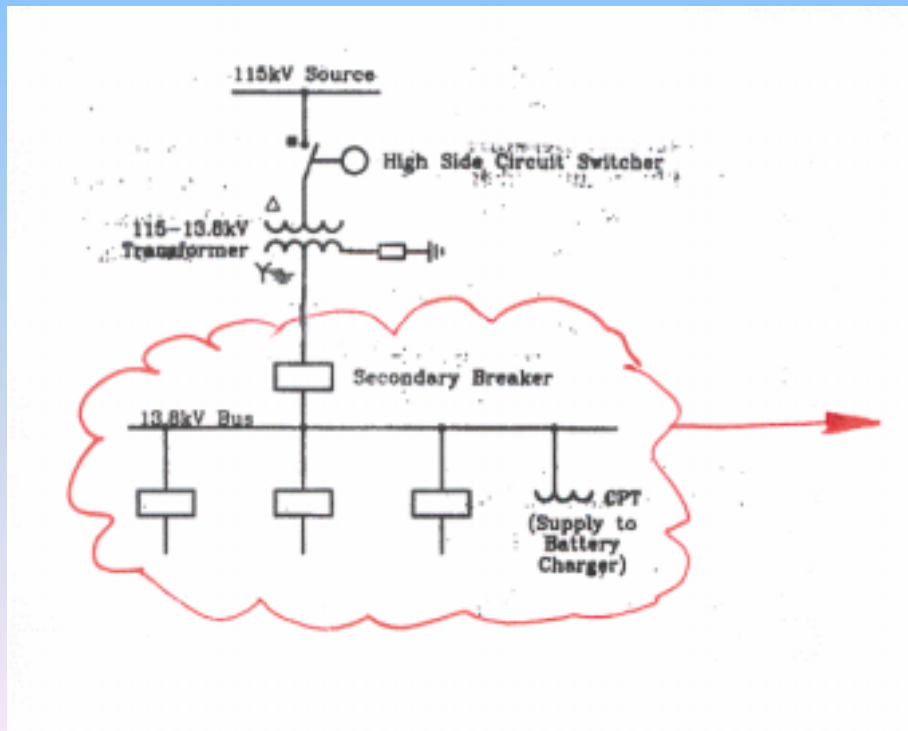 115kV Source
High Side Circuit Switcher
115-13.8kV
Transformer
Secondary Breaker
13.8kV Bus
CPT
(Supply to
Battery
Charger)